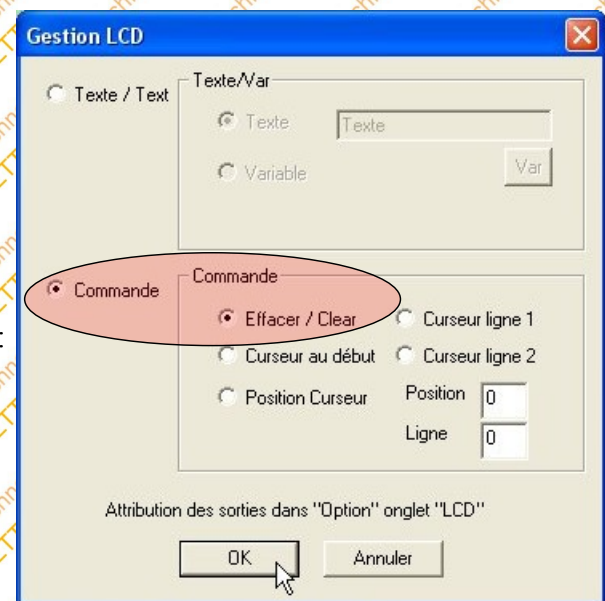 Gestion LCD
Texte / Text
Texte/Var
Texte
Texte
Variable
Var
Commande
Commande
Effacer / Clear
Curseur ligne 1
Curseur au début
Curseur ligne 2
Position Curseur
Position
0
Ligne
0
Attribution des sorties dans "Option" onglet "LCD"
OK
Annuler